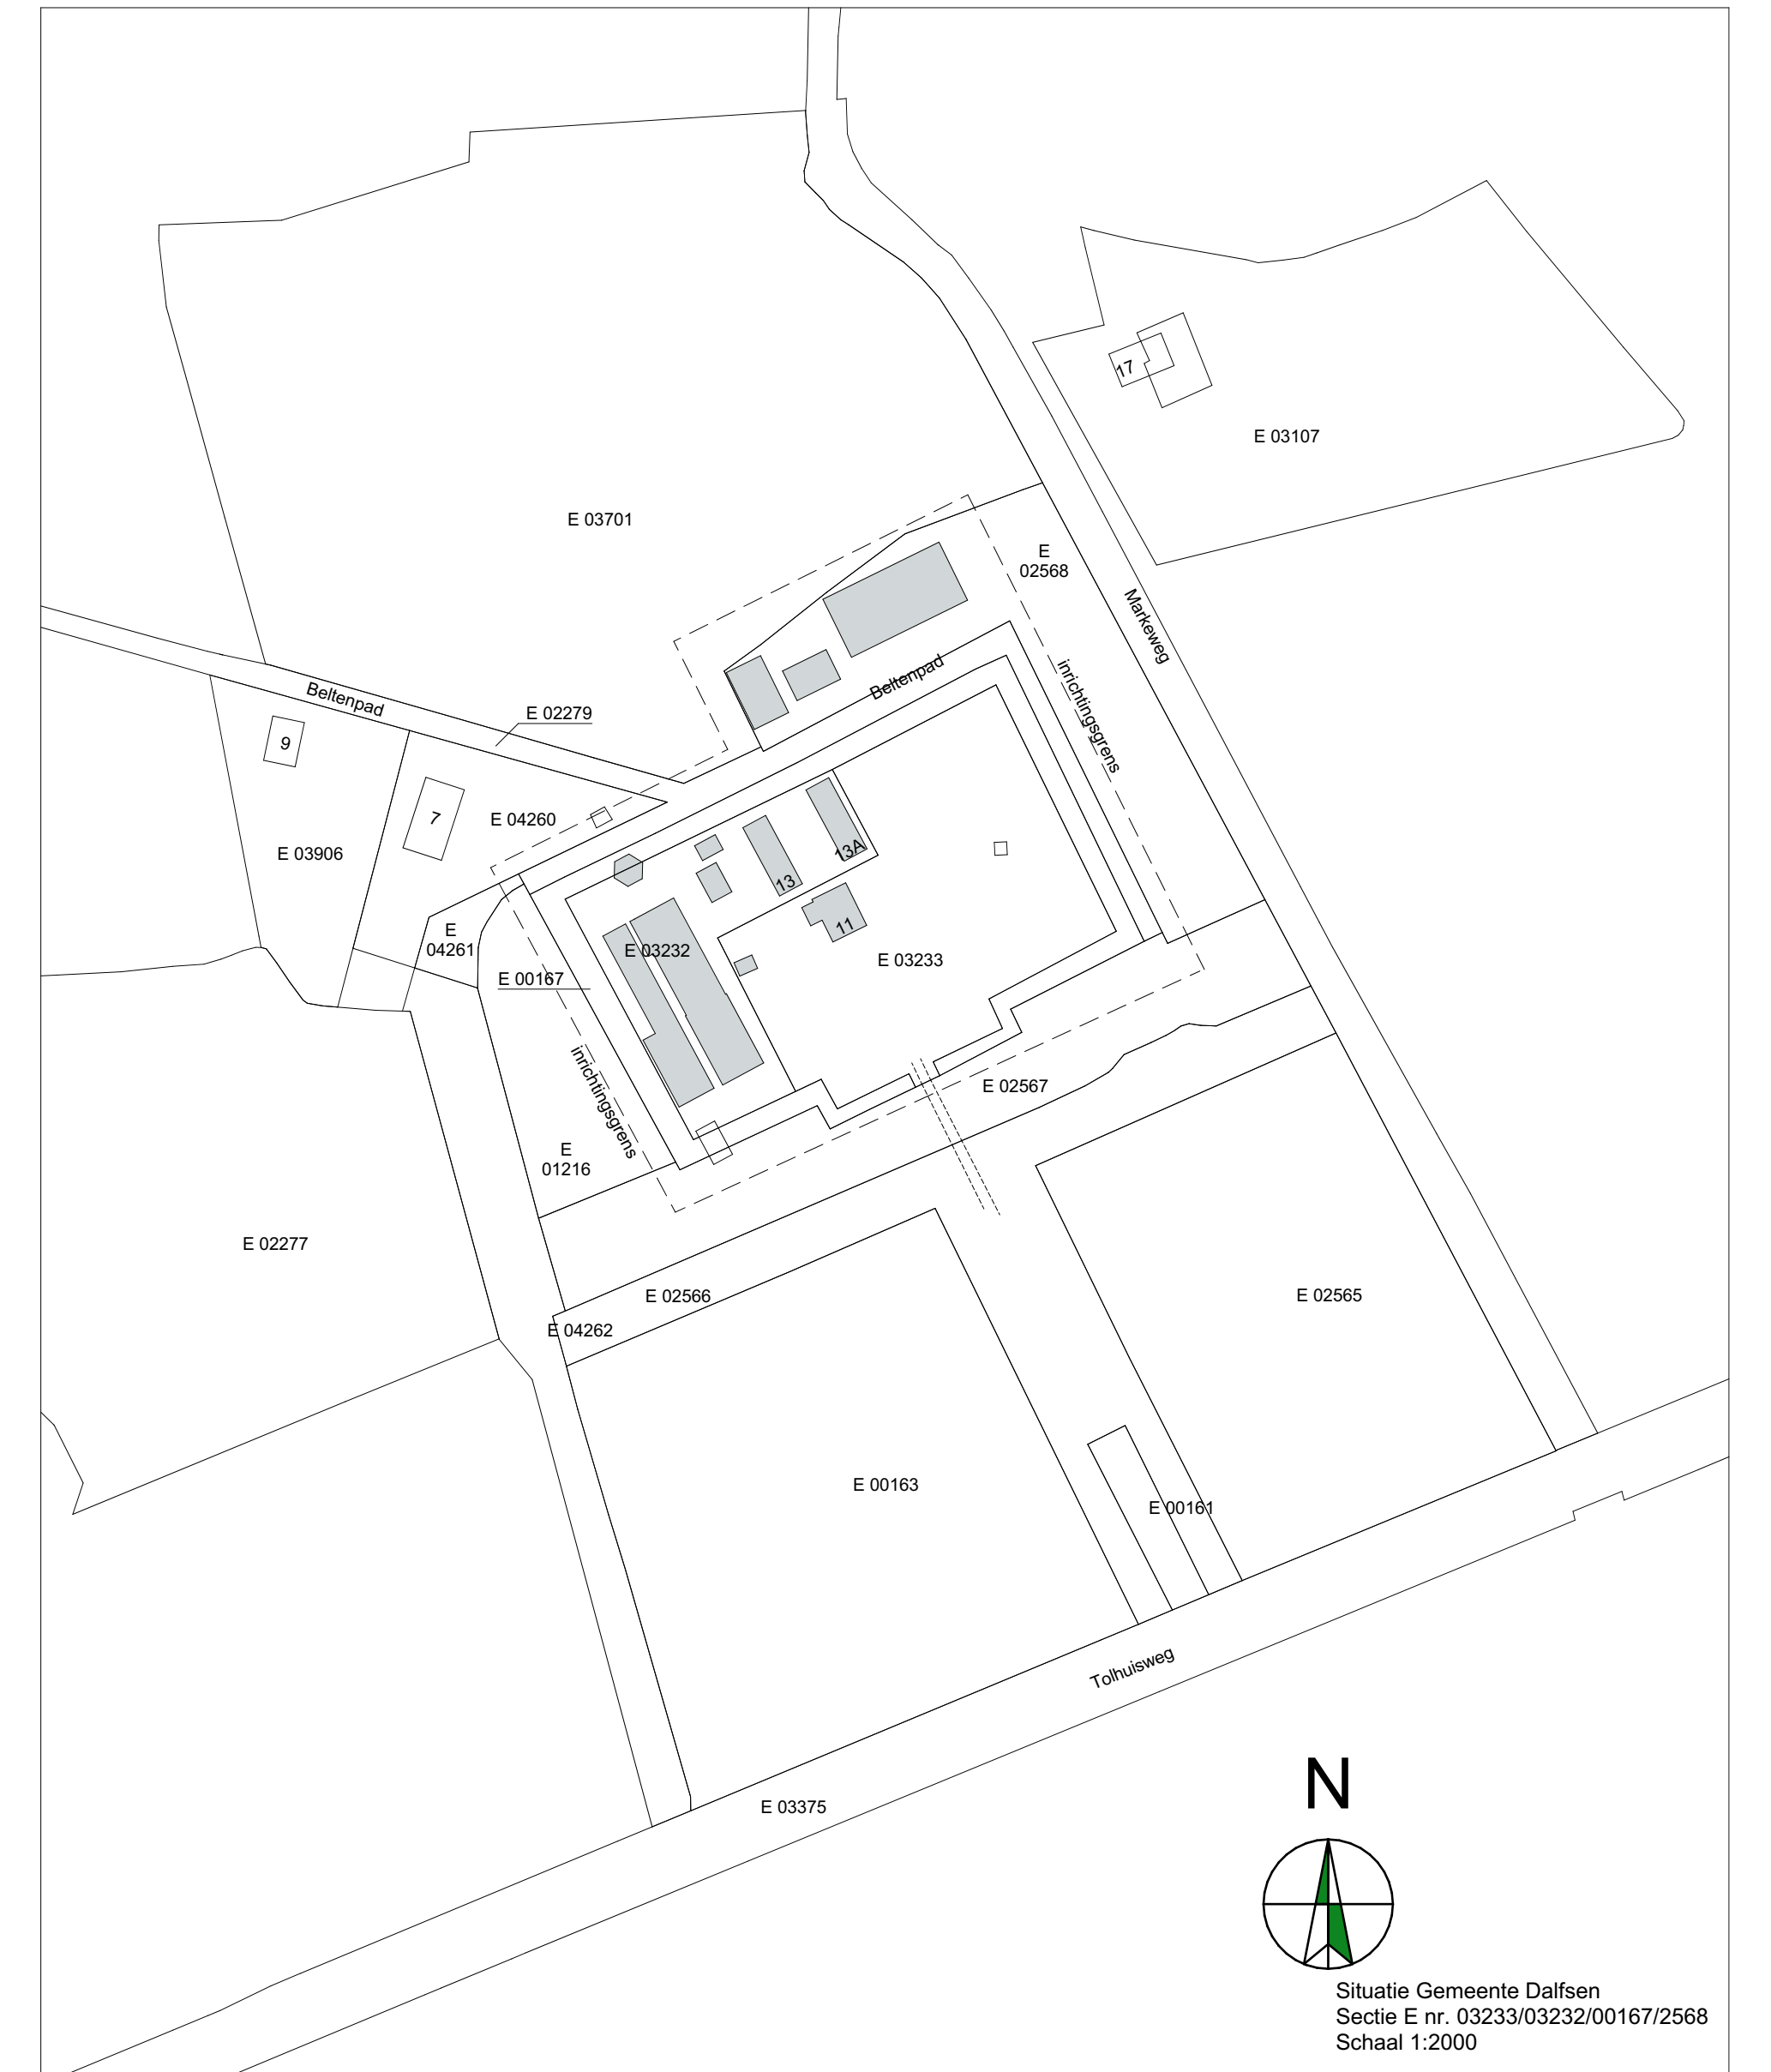 17
E 03107
E 03701
E
02568
Markeweg
inrichtingsgrens
Beltenpad
Beltenpad
E 02279
9
7
E 04260
E 03906
13A
13
11
E
04261
E 03232
E 03233
E 00167
inrichtingsgrens
E 02567
E
01216
E 02277
E 02566
E 02565
E 04262
E 00163
E 00161
Tolhuisweg
N
E 03375
Situatie Gemeente Dalfsen
Sectie E nr. 03233/03232/00167/2568
Schaal 1:2000